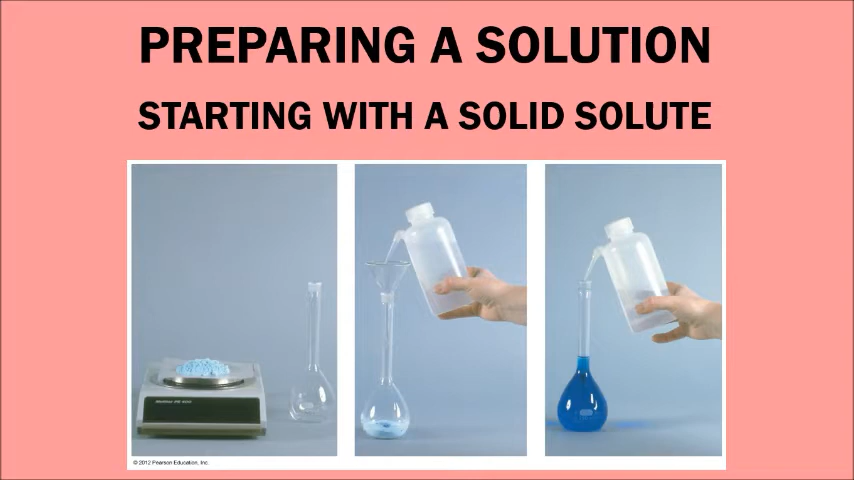 PREPARING A SOLUTION
STARTING WITH A SOLID SOLUTE
© 2012 Pearson Education, Inc.